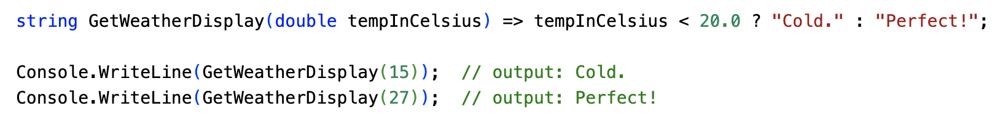 string GetWeatherDisplay(double tempInCelsius) => tempInCelsius < 20.0 ? "Cold." : "Perfect!";
Console.WriteLine(GetWeatherDisplay(15));  // output: Cold.
Console.WriteLine(GetWeatherDisplay(27));  // output: Perfect!